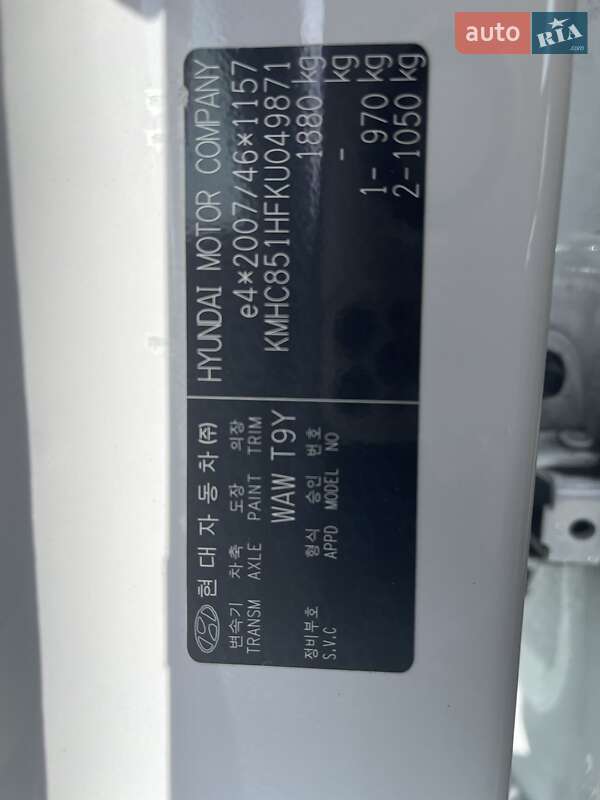 auto RIA.com
HYUNDAI MOTOR COMPANY
e4*2007/46*1157
KMHC851HFKU049871
1880 kg
- kg
1- 970 kg
2-1050 kg
현대자동차(주)
변속기 차축 도장 의장
TRANSM AXLE PAINT TRIM
WAW T9Y
정비부호 형식 승인 번호
S.V.C APPD MODEL NO